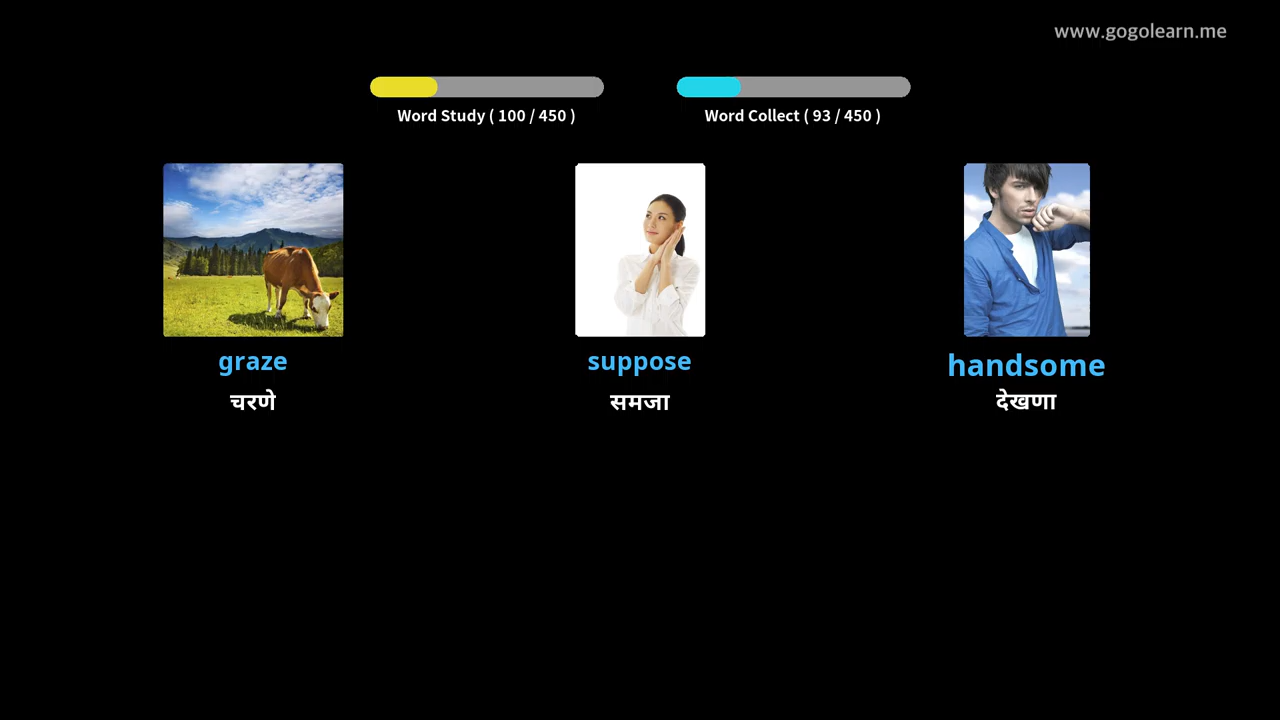 www.gogolearn.me
Word Study ( 100 / 450 )
Word Collect ( 93 / 450 )
graze
suppose
handsome
चरणे
समजा
देखणा